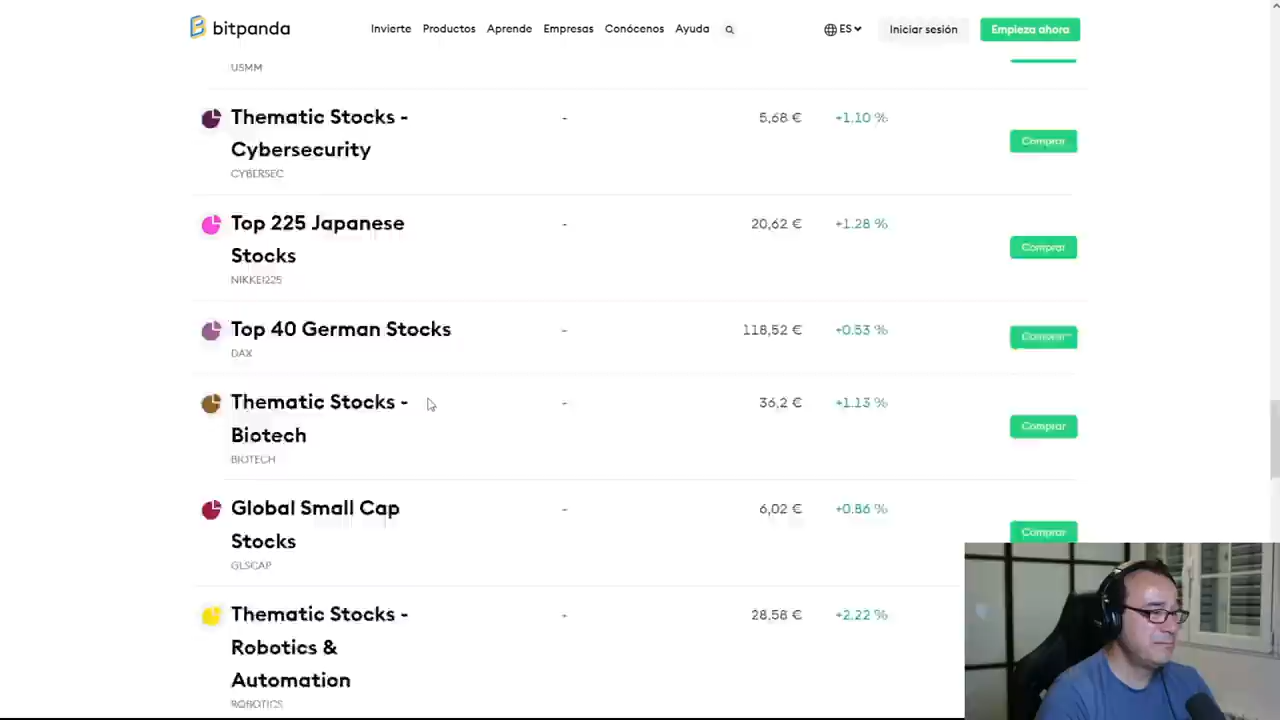 bitpanda
Invierte Productos Aprende Empresas Conócenos Ayuda
ES
Iniciar sesión
Empieza ahora
USMM
Thematic Stocks - - 5,68 € +1.10 %
Cybersecurity
Comprar
CYBERSEC
Top 225 Japanese - 20,62 € +1.28 %
Stocks
Comprar
NIKKEI225
Top 40 German Stocks - 118,52 € +0.53 %
Comprar
DAX
Thematic Stocks - - 36,2 € +1.13 %
Biotech
Comprar
BIOTECH
Global Small Cap - 6,02 € +0.86 %
Stocks
Comprar
GLSCAP
Thematic Stocks - - 28,58 € +2.22 %
Robotics &
Automation
ROBOTICS